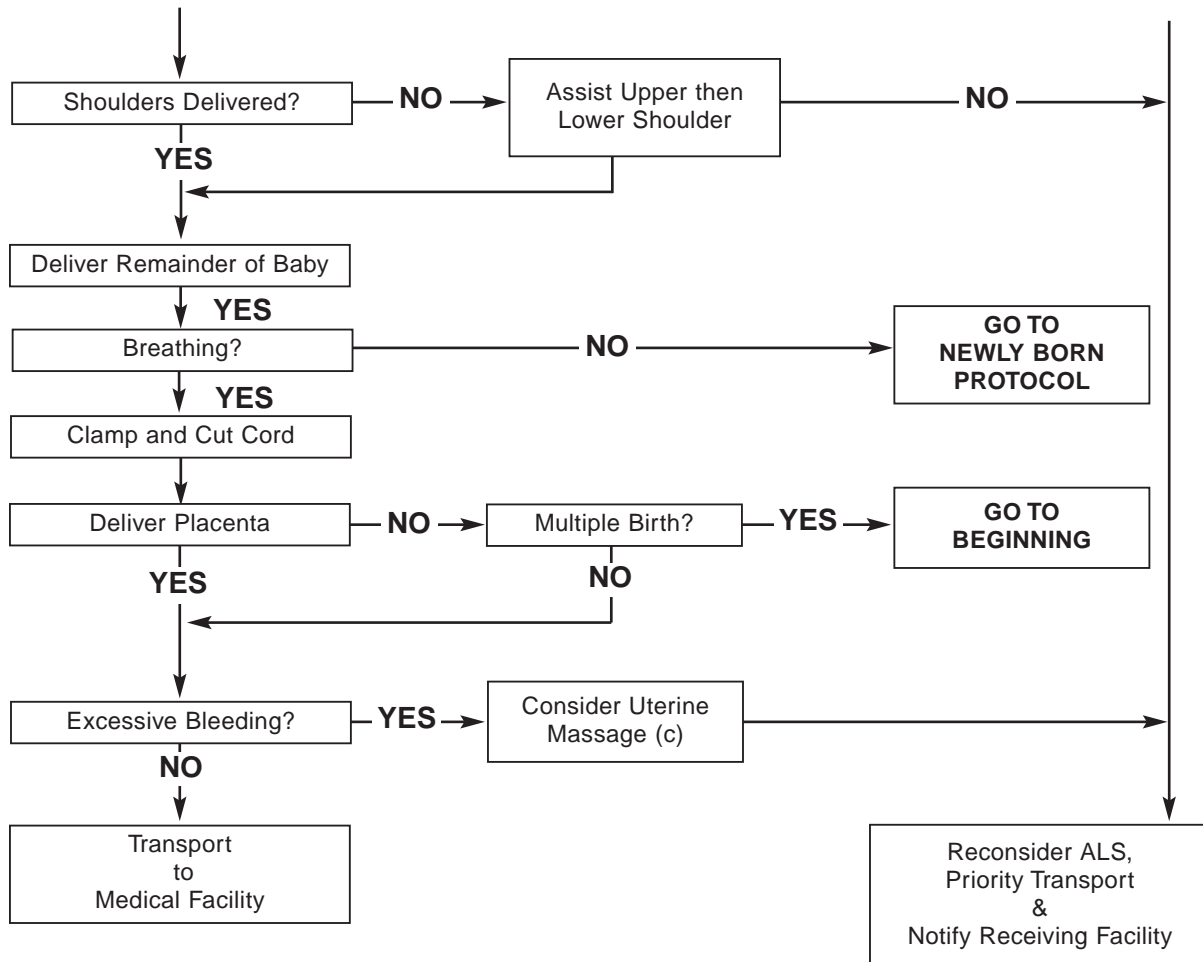 Shoulders Delivered?
NO
Assist Upper then
Lower Shoulder
NO
YES
Deliver Remainder of Baby
YES
Breathing?
NO
GO TO
NEWLY BORN
PROTOCOL
YES
Clamp and Cut Cord
Deliver Placenta
NO
Multiple Birth?
YES
GO TO
BEGINNING
YES
NO
Excessive Bleeding?
YES
Consider Uterine
Massage (c)
NO
Transport
to
Medical Facility
Reconsider ALS,
Priority Transport
&
Notify Receiving Facility